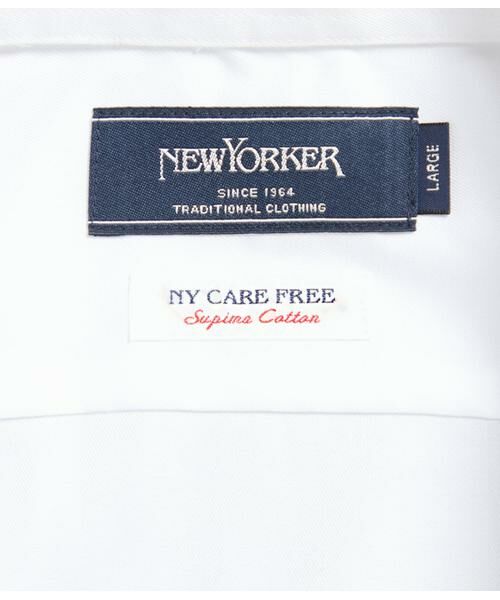 NEWYORKER
SINCE 1964
TRADITIONAL CLOTHING
LARGE
NY CARE FREE
Supima Cotton